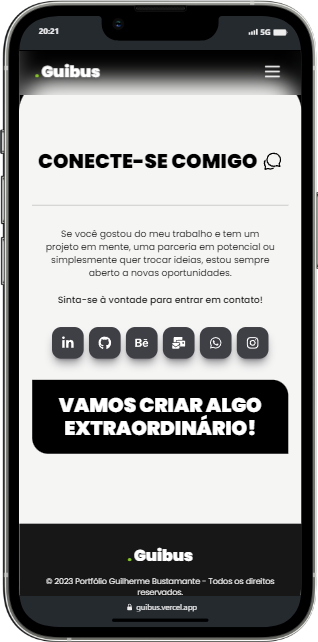 20:21
5G
.Guibus
CONECTE-SE COMIGO
Se você gostou do meu trabalho e tem um
projeto em mente, uma parceria em potencial ou
simplesmente quer trocar ideias, estou sempre
aberto a novas oportunidades.
Sinta-se à vontade para entrar em contato!
in
Bē
VAMOS CRIAR ALGO
EXTRAORDINÁRIO!
.Guibus
© 2023 Portfólio Guilherme Bustamante - Todos os direitos
reservados.
guibus.vercel.app